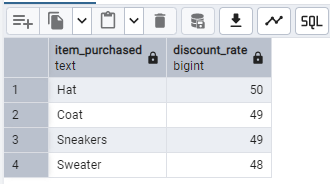 SQL
item_purchased discount_rate
text bigint
1 Hat 50
2 Coat 49
3 Sneakers 49
4 Sweater 48